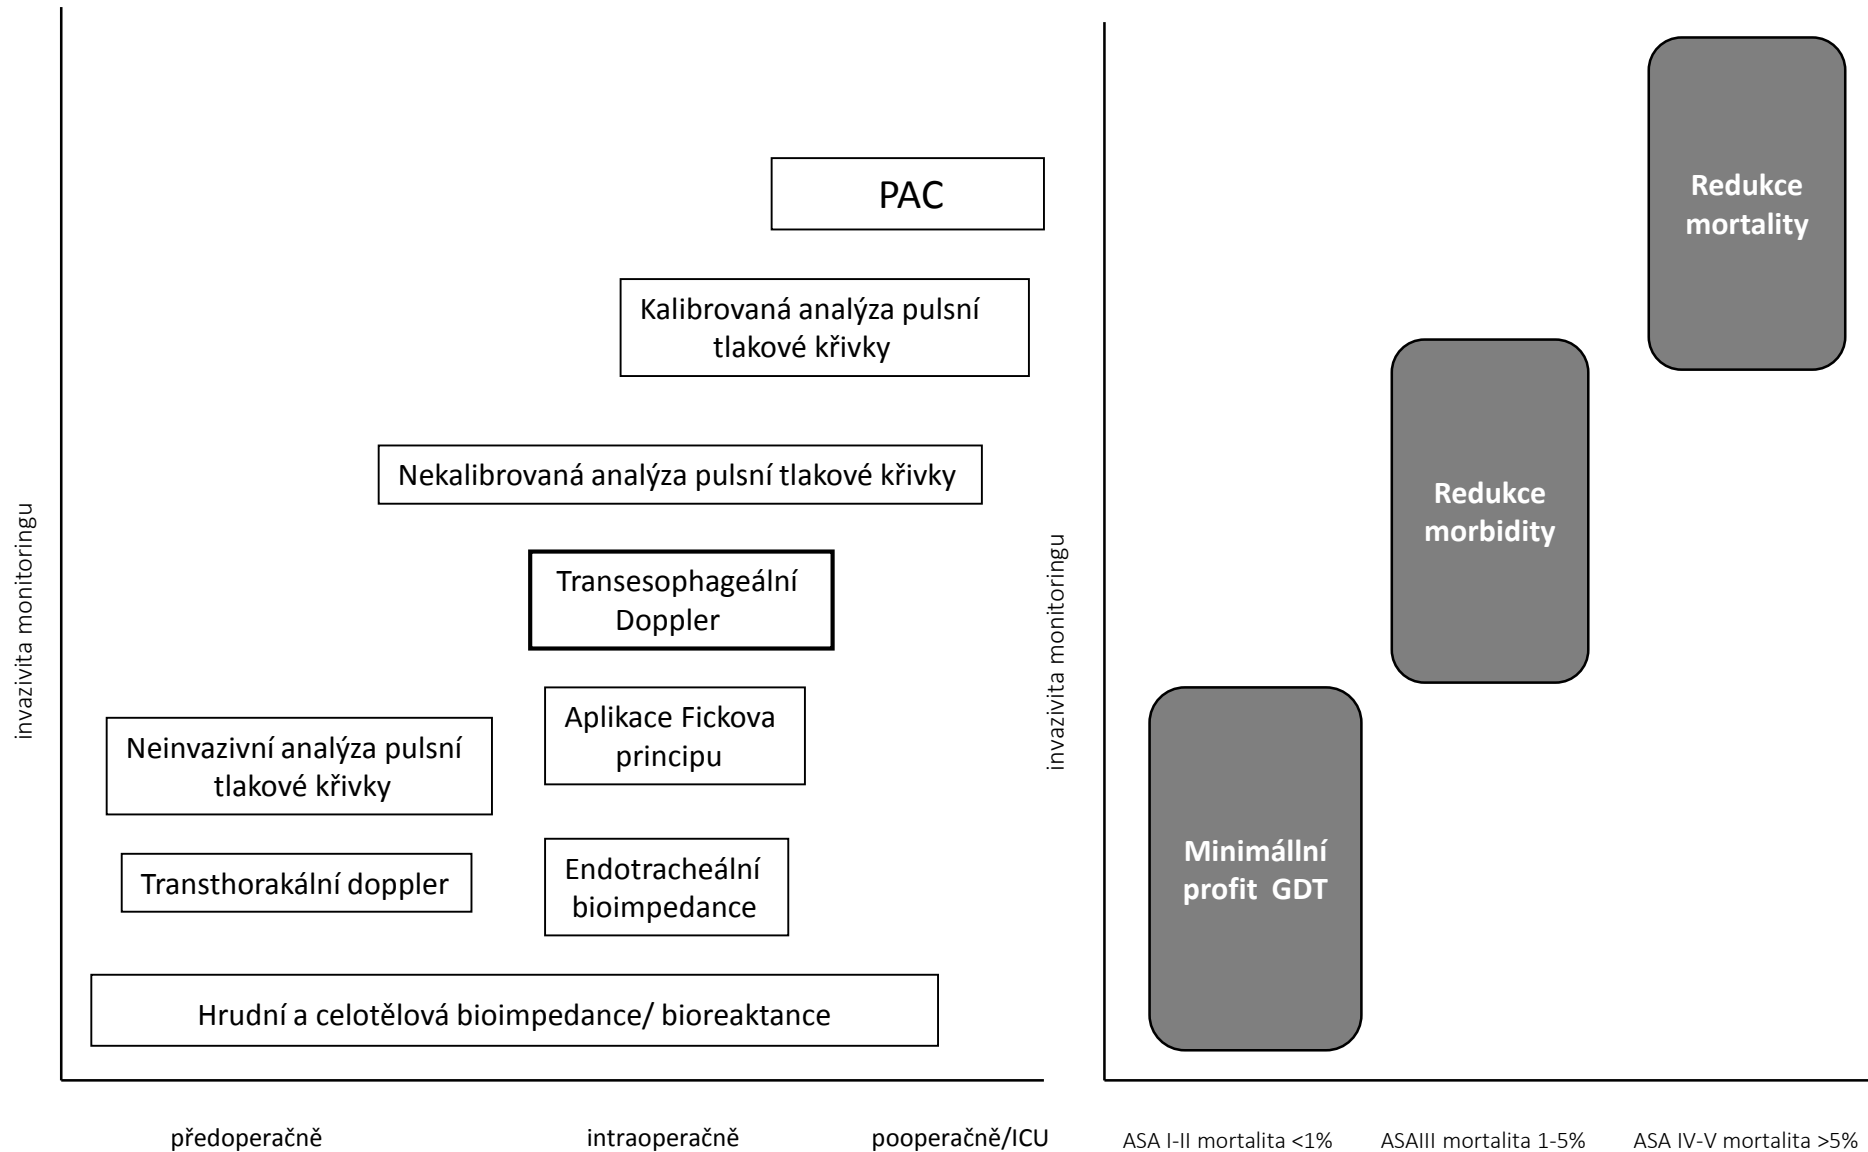 invazivita monitoringu
PAC
Kalibrovaná analýza pulsní
tlakové křivky
Nekalibrovaná analýza pulsní tlakové křivky
Transesophageální
Doppler
Aplikace Fickova
principu
Neinvazivní analýza pulsní
tlakové křivky
Transthorakální doppler
Endotracheální
bioimpedance
Hrudní a celotělová bioimpedance/ bioreaktance
předoperačně
intraoperačně
pooperačně/ICU
invazivita monitoringu
Redukce
mortality
Redukce
morbidity
Minimállní
profit GDT
ASA I-II mortalita <1%
ASAIII mortalita 1-5%
ASA IV-V mortalita >5%